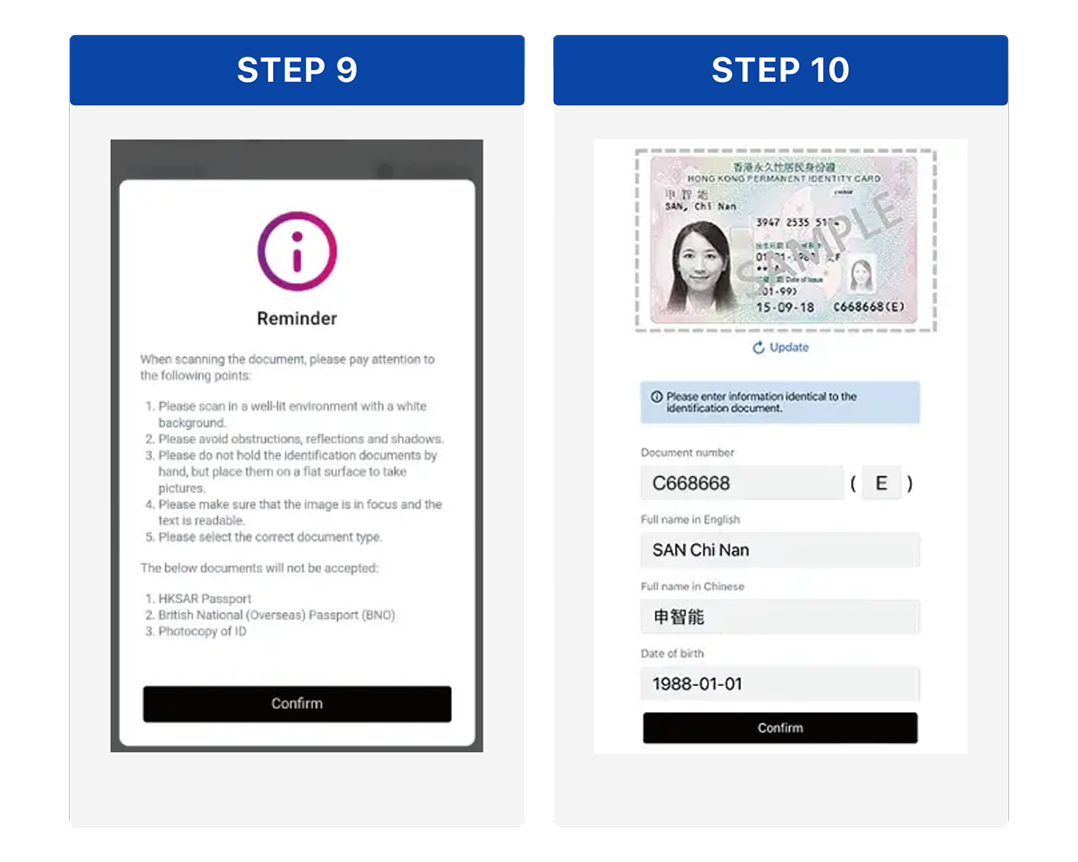 STEP 9
Reminder
When scanning the document, please pay attention to
the following points:
1. Please scan in a well-lit environment with a white
background.
2. Please avoid obstructions, reflections and shadows.
3. Please do not hold the identification documents by
hand, but place them on a flat surface to take
pictures.
4. Please make sure that the image is in focus and the
text is readable.
5. Please select the correct document type.
The below documents will not be accepted:
1. HKSAR Passport
2. British National (Overseas) Passport (BNO)
3. Photocopy of ID
Confirm
STEP 10
香港永久性居民身份證
HONG KONG PERMANENT IDENTITY CARD
申智能
SAN, Chi Nan
3947 2535
SAMPLE
Date of Issue
15-09-18 C668668(E)
Update
Please enter information identical to the
identification document.
Document number
C668668 ( E )
Full name in English
SAN Chi Nan
Full name in Chinese
申智能
Date of birth
1988-01-01
Confirm